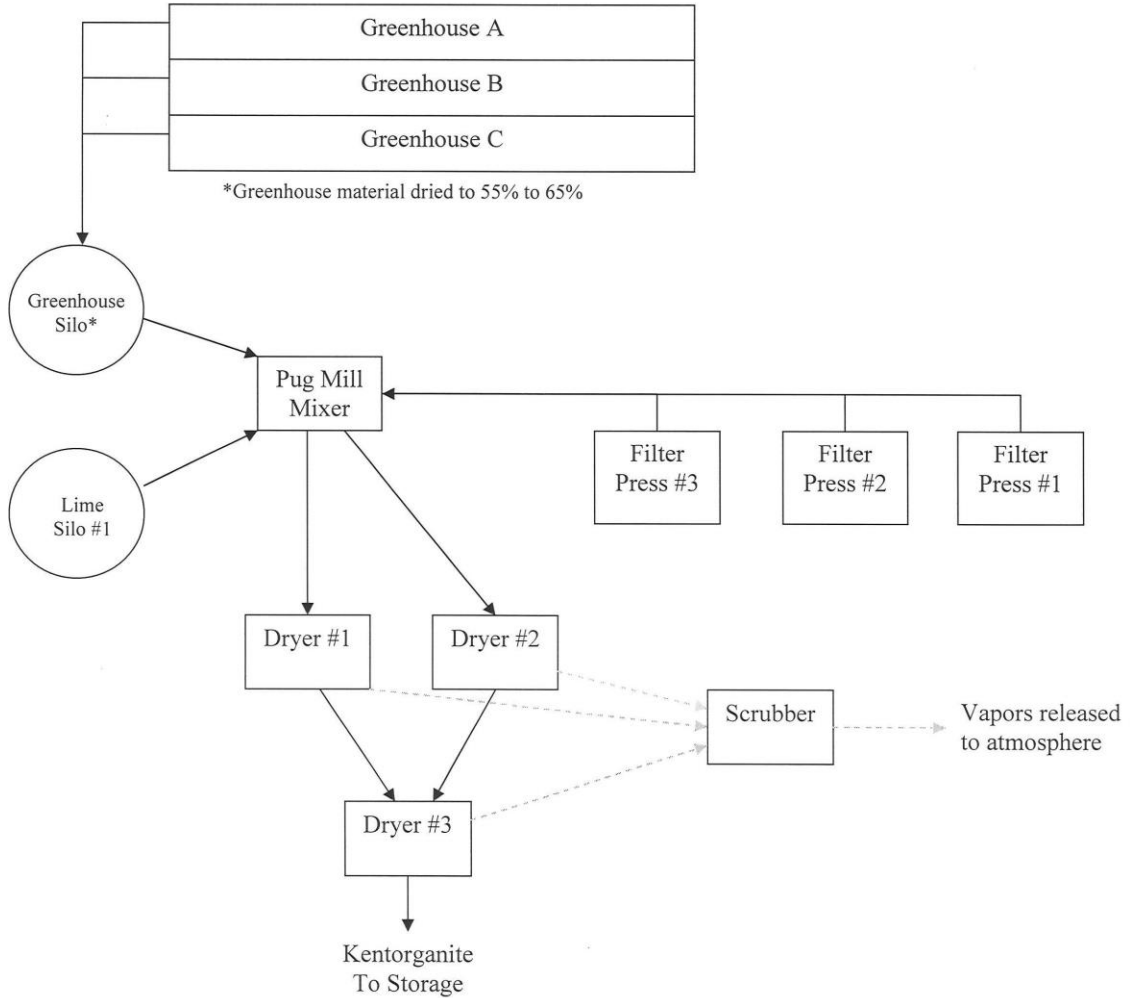 Greenhouse A
Greenhouse B
Greenhouse C
*Greenhouse material dried to 55% to 65%
Greenhouse
Silo*
Pug Mill
Mixer
Filter
Press #3
Filter
Press #2
Filter
Press #1
Lime
Silo #1
Dryer #1
Dryer #2
Scrubber
Vapors released
to atmosphere
Dryer #3
Kentorganite
To Storage